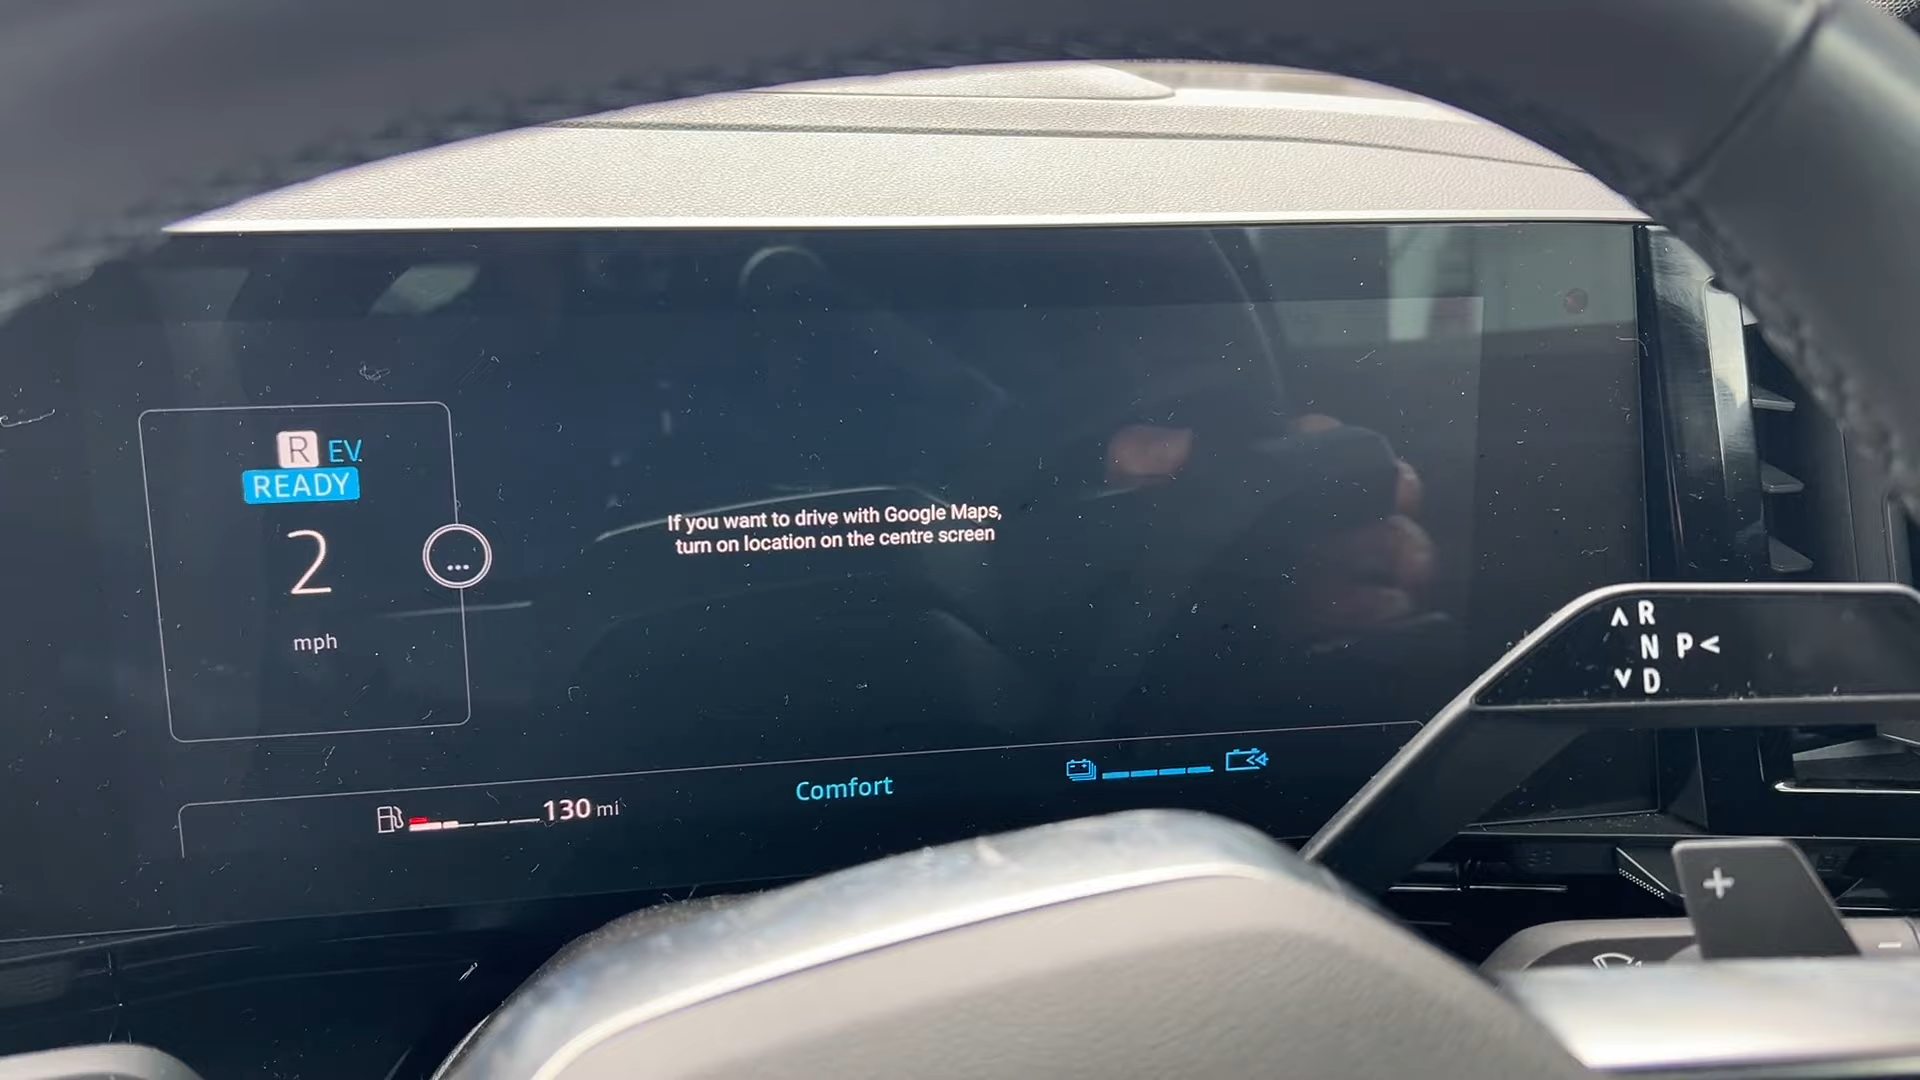 R EV
READY
2
mph
...
If you want to drive with Google Maps,
turn on location on the centre screen
130 mi
Comfort
R
N P<
D
+